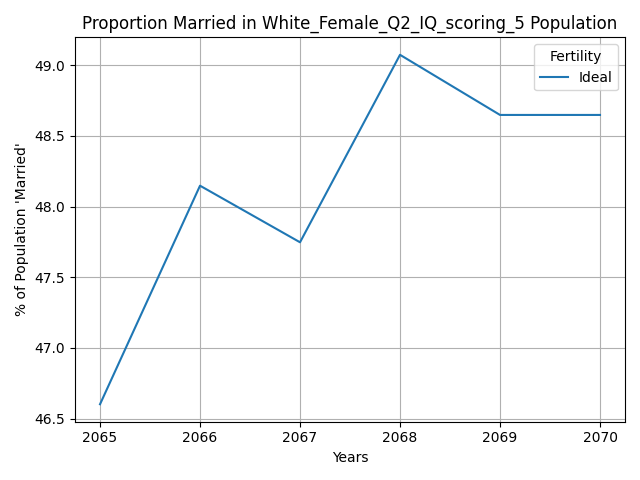 Proportion Married in White_Female_Q2_IQ_scoring_5 Population
Fertility
Ideal
% of Population 'Married'
49.0
48.5
48.0
47.5
47.0
46.5
2065 2066 2067 2068 2069 2070
Years